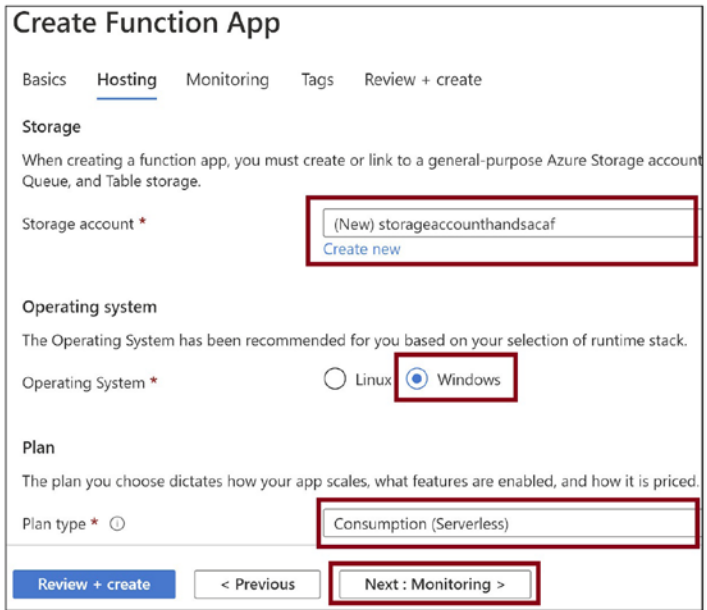 Create Function App
Basics Hosting Monitoring Tags Review + create
Storage
When creating a function app, you must create or link to a general-purpose Azure Storage account
Queue, and Table storage.
Storage account * (New) storageaccounthandsacaf
Create new
Operating system
The Operating System has been recommended for you based on your selection of runtime stack.
Operating System * Linux Windows
Plan
The plan you choose dictates how your app scales, what features are enabled, and how it is priced.
Plan type * Consumption (Serverless)
Review + create < Previous Next : Monitoring >